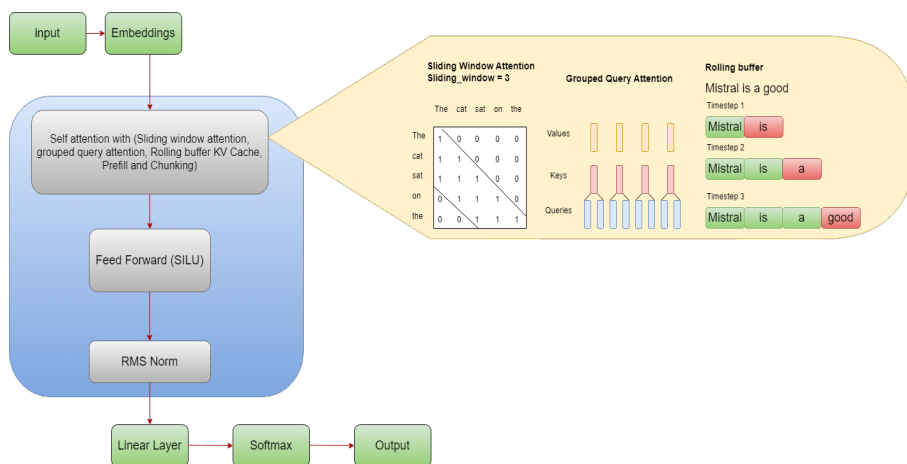 input
Embeddings
Self attention with (Sliding window attention,
grouped query attention, Rolling buffer KV Cache,
Prefill and Chunking)
Feed Forward (SILU)
RMS Norm
Linear Layer
Softmax
Output
Sliding Window Attention
Sliding_window = 3
The cat sat on the
The 1 0 0 0 0
cat 1 1 0 0 0
sat 1 1 1 0 0
on 0 1 1 1 0
the 0 0 1 1 1
Grouped Query Attention
Values
Keys
Queries
Rolling buffer
Mistral is a good
Timestep 1
Mistral is
Timestep 2
Mistral is a
Timestep 3
Mistral is a good